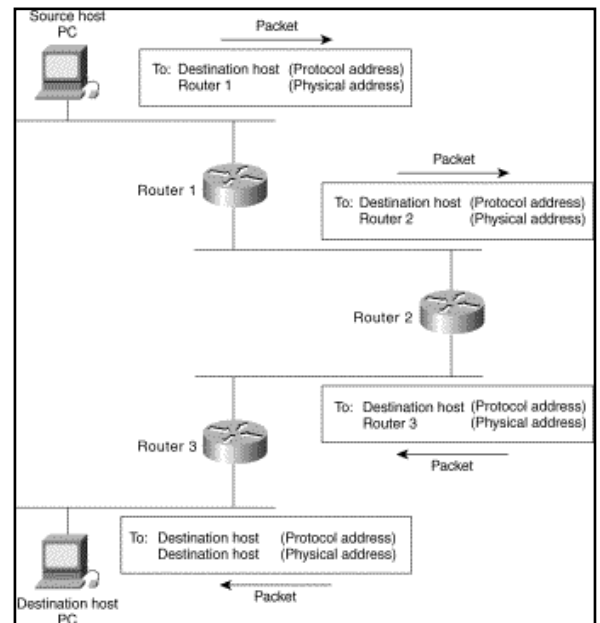 Source host
PC
Packet
To: Destination host (Protocol address)
Router 1 (Physical address)
Router 1
Packet
To: Destination host (Protocol address)
Router 2 (Physical address)
Router 2
To: Destination host (Protocol address)
Router 3 (Physical address)
Packet
Router 3
To: Destination host (Protocol address)
Destination host (Physical address)
Packet
Destination host
PC